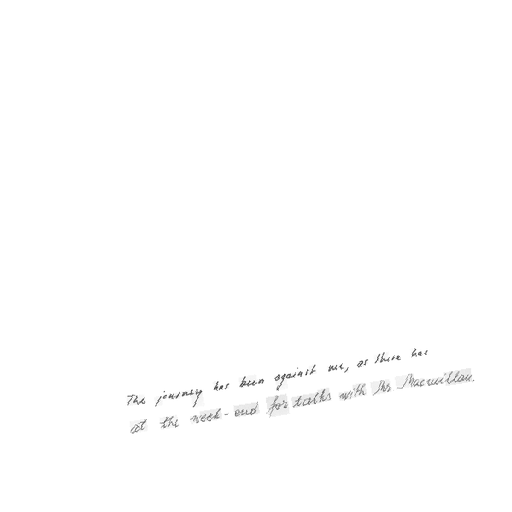 The journey has been against me, as there has
at the week-end for talks with Mr Macmillan.